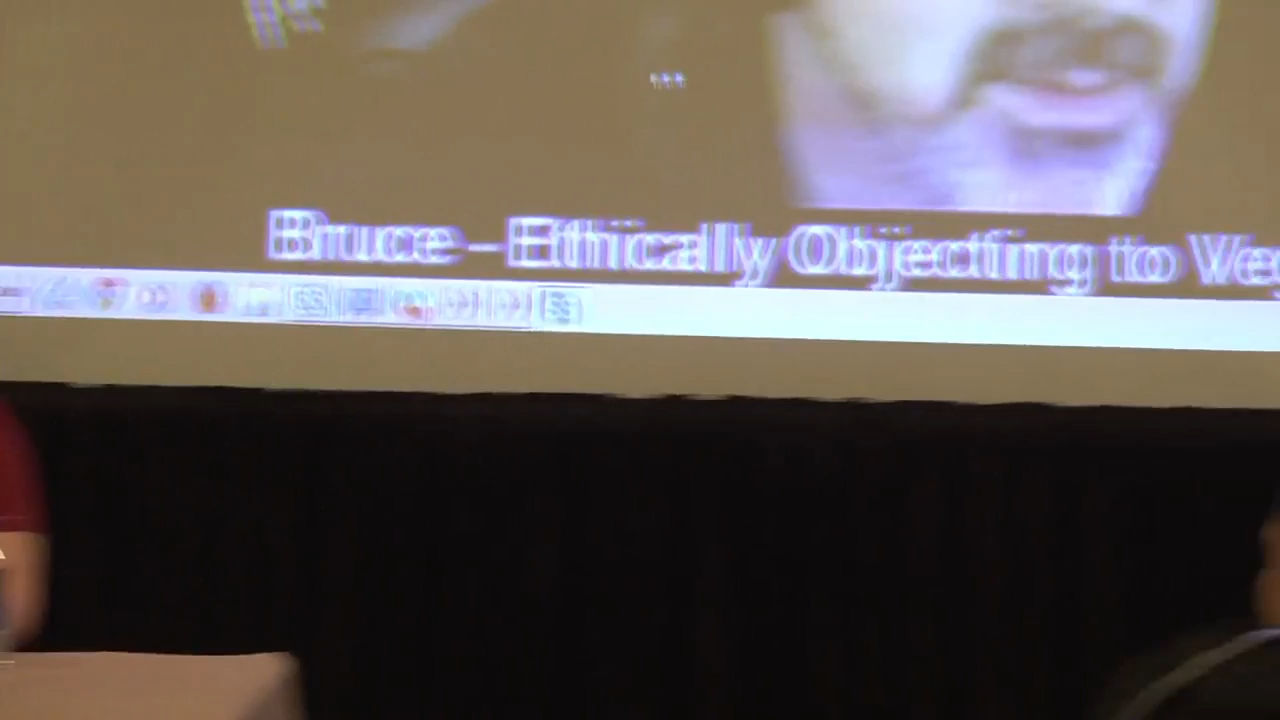 Bruce – Ethically Objecting to